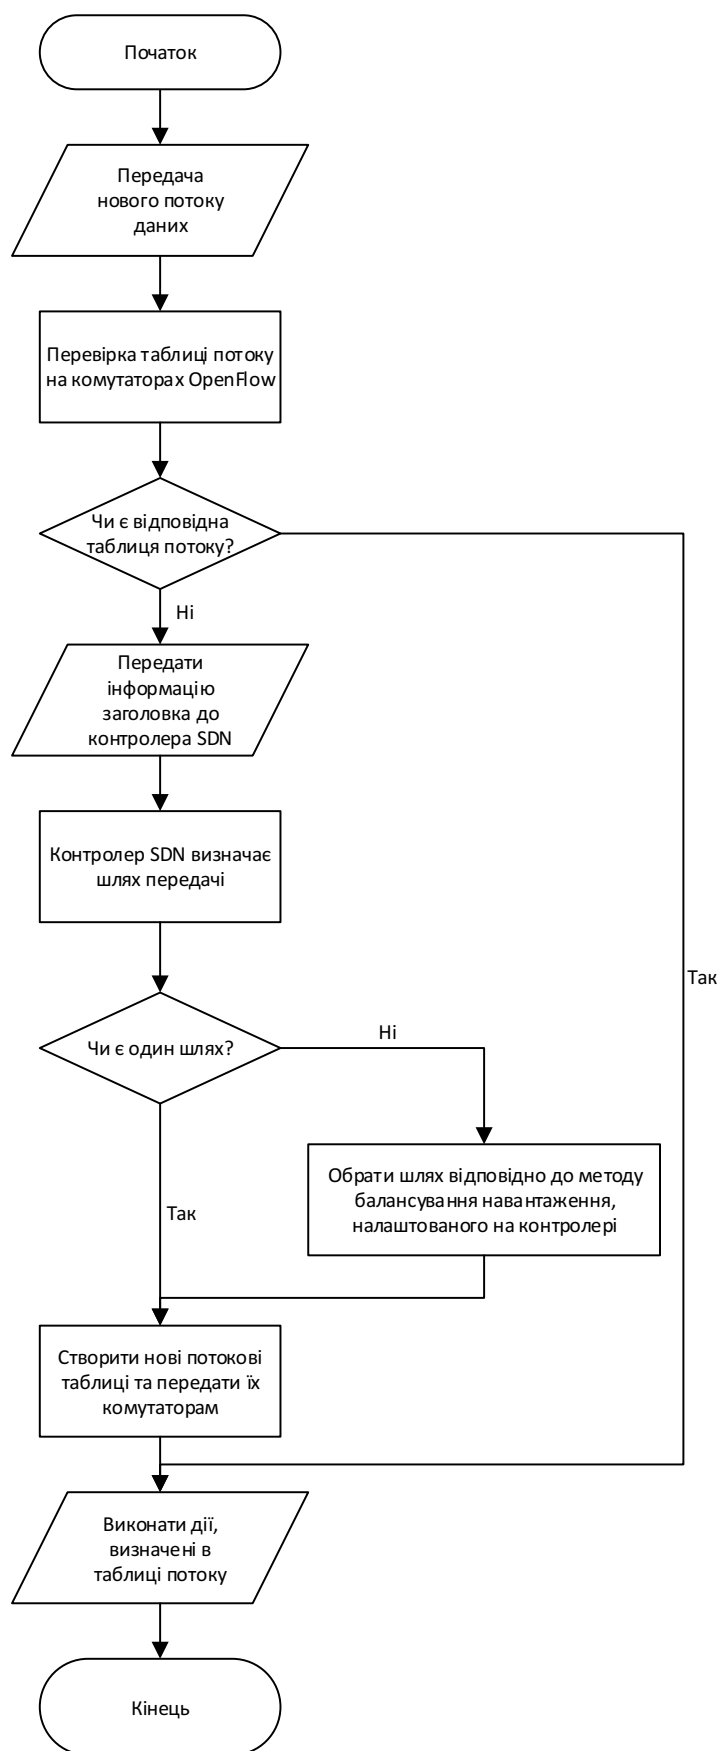 Початок
Передача
нового потоку
даних
Перевірка таблиці потоку
на комутаторах OpenFlow
Чи є відповідна
таблиця потоку?
Ні
Передати
інформацію
заголовка до
контролера SDN
Контролер SDN визначає
шлях передачі
Так
Чи є один шлях?
Ні
Обрати шлях відповідно до методу
балансування навантаження,
налаштованого на контролері
Так
Створити нові потокові
таблиці та передати їх
комутаторам
Виконати дії,
визначені в
таблиці потоку
Кінець